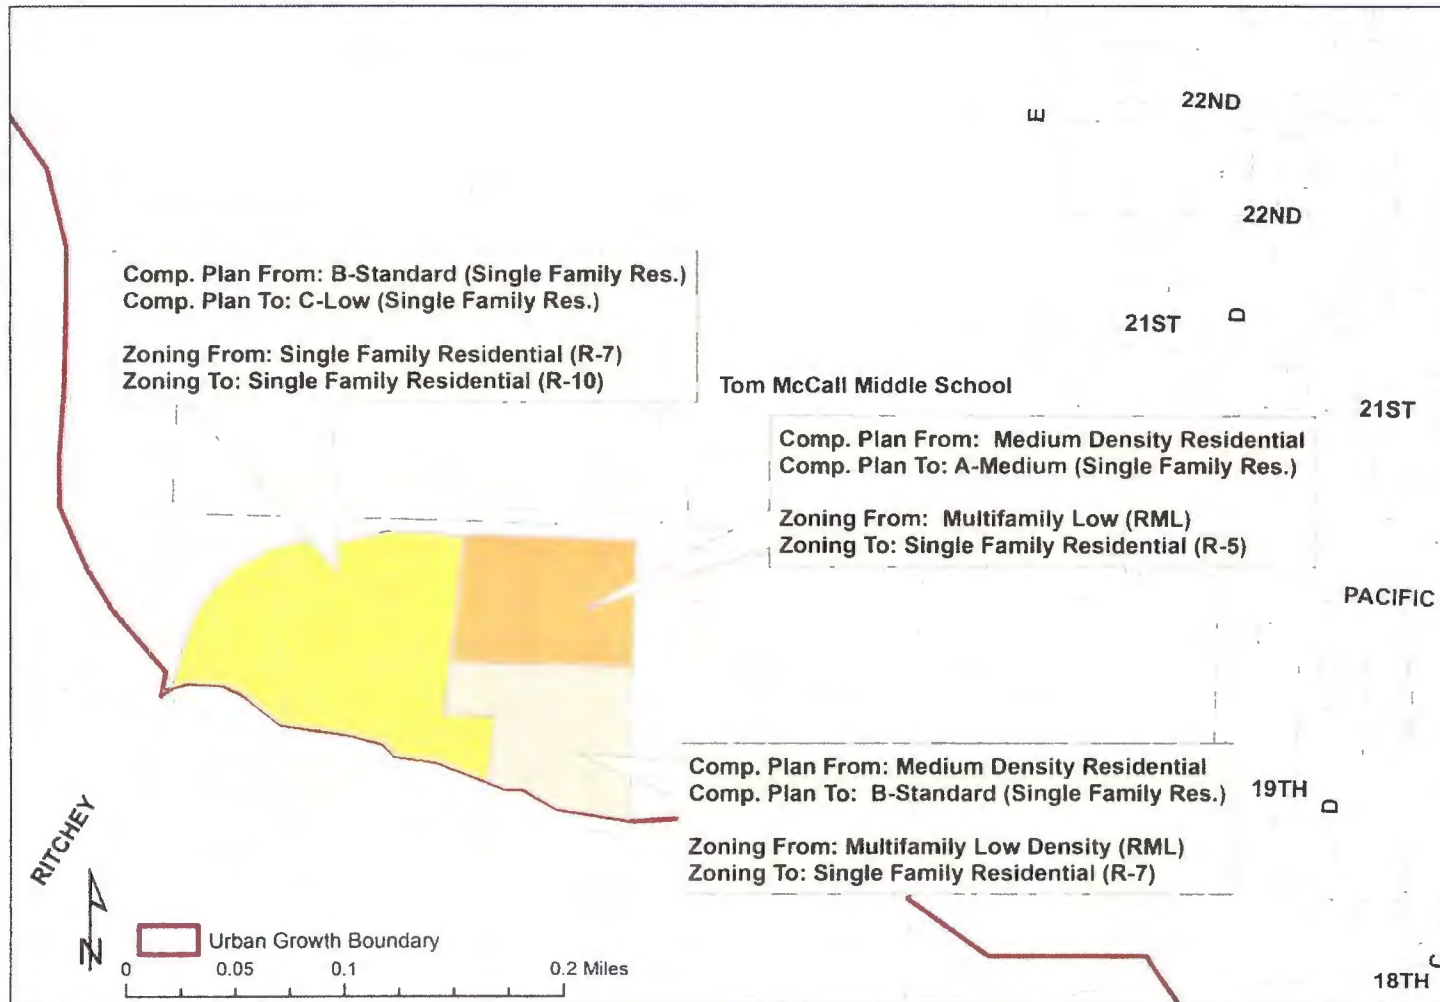 22ND
E
22ND
Comp. Plan From: B-Standard (Single Family Res.)
Comp. Plan To: C-Low (Single Family Res.)
Zoning From: Single Family Residential (R-7)
Zoning To: Single Family Residential (R-10)
21ST
D
Tom McCall Middle School
21ST
Comp. Plan From: Medium Density Residential
Comp. Plan To: A-Medium (Single Family Res.)
Zoning From: Multifamily Low (RML)
Zoning To: Single Family Residential (R-5)
PACIFIC
Comp. Plan From: Medium Density Residential
Comp. Plan To: B-Standard (Single Family Res.)
Zoning From: Multifamily Low Density (RML)
Zoning To: Single Family Residential (R-7)
19TH
D
RITCHEY
N
Urban Growth Boundary
0 0.05 0.1 0.2 Miles
C
18TH